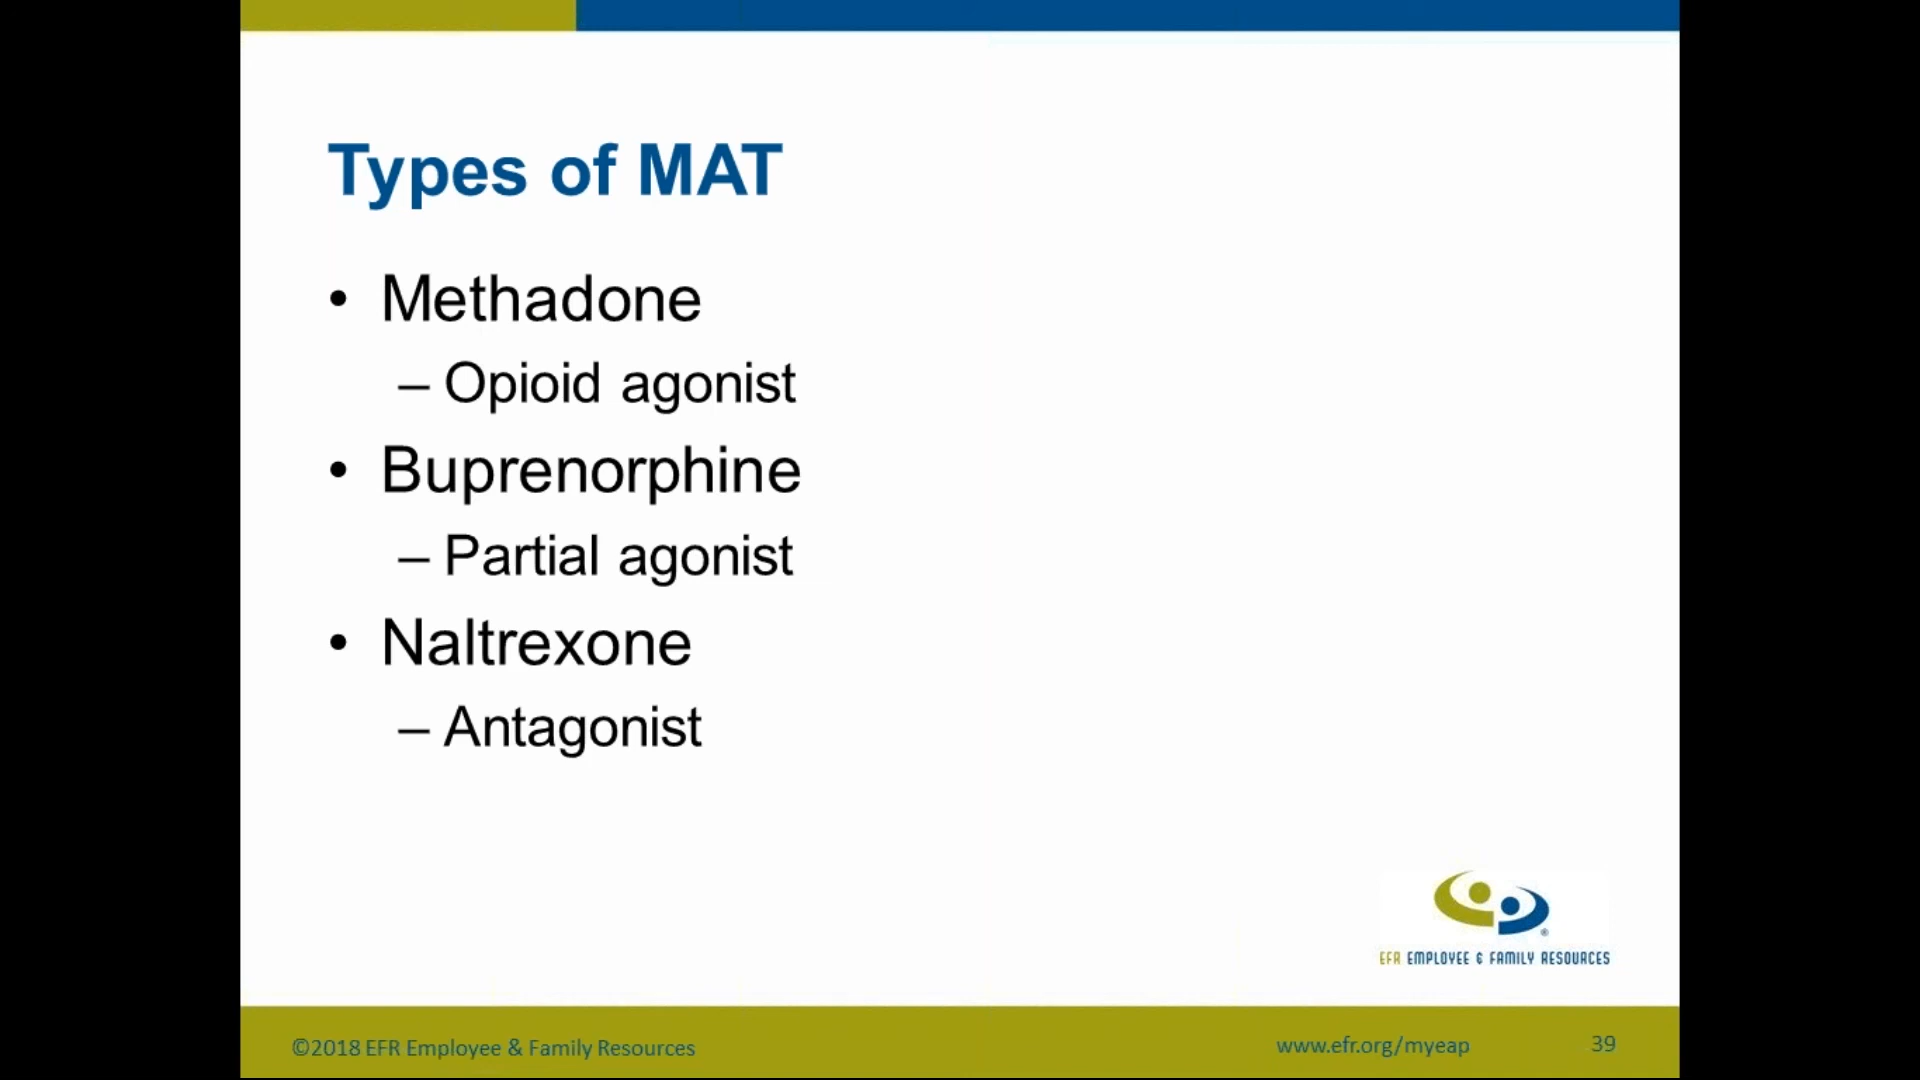 Types of MAT
• Methadone
– Opioid agonist
• Buprenorphine
– Partial agonist
• Naltrexone
– Antagonist
®
EFR EMPLOYEE & FAMILY RESOURCES
©2018 EFR Employee & Family Resources www.efr.org/myeap 39